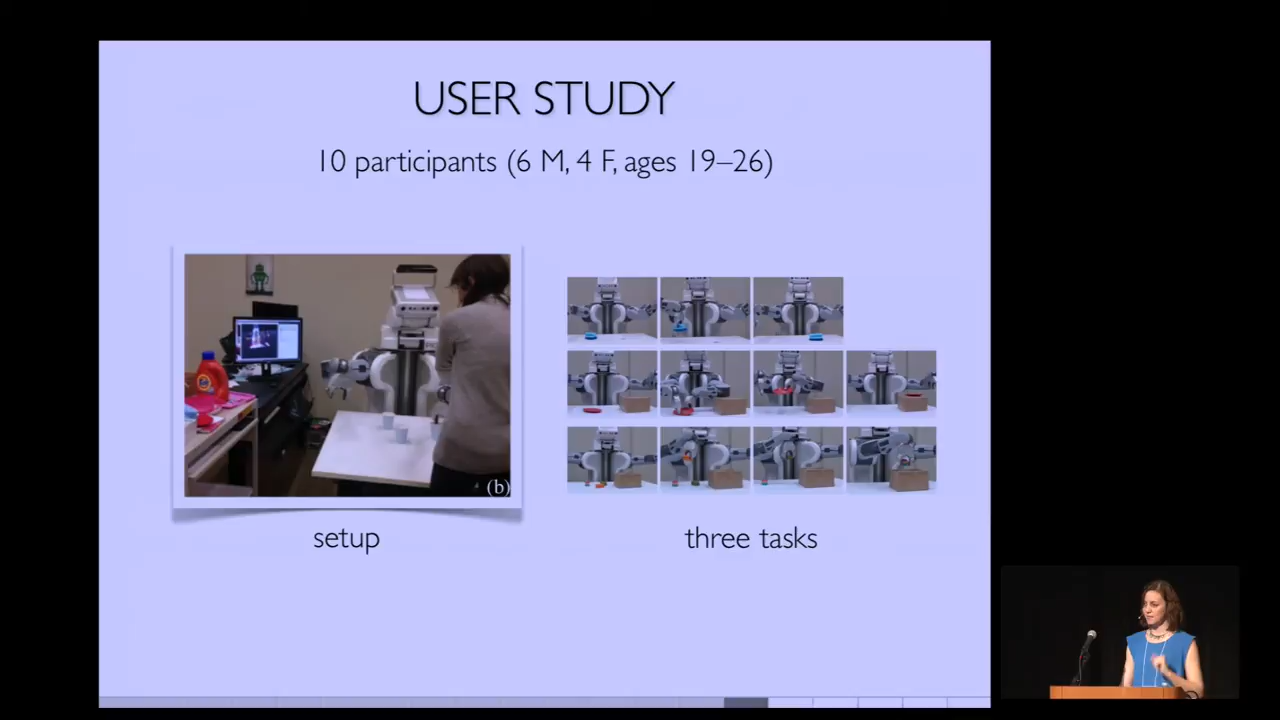 USER STUDY
10 participants (6 M, 4 F, ages 19–26)
(b)
setup
three tasks